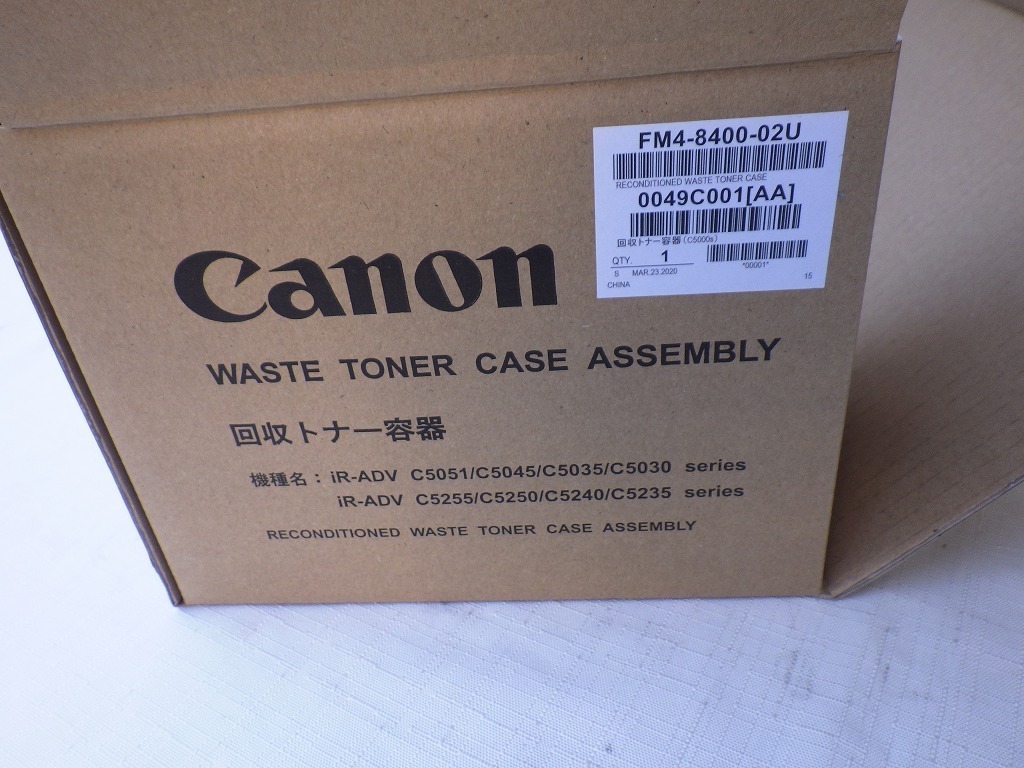 FM4-8400-02U
RECONDITIONED WASTE TONER CASE
0049C001[AA]
回収トナー容器(C5000s)
QTY. 1
*00001*
S MAR.23.2020
15
CHINA
Canon
WASTE TONER CASE ASSEMBLY
回収トナー容器
機種名：iR-ADV C5051/C5045/C5035/C5030 series
iR-ADV C5255/C5250/C5240/C5235 series
RECONDITIONED WASTE TONER CASE ASSEMBLY